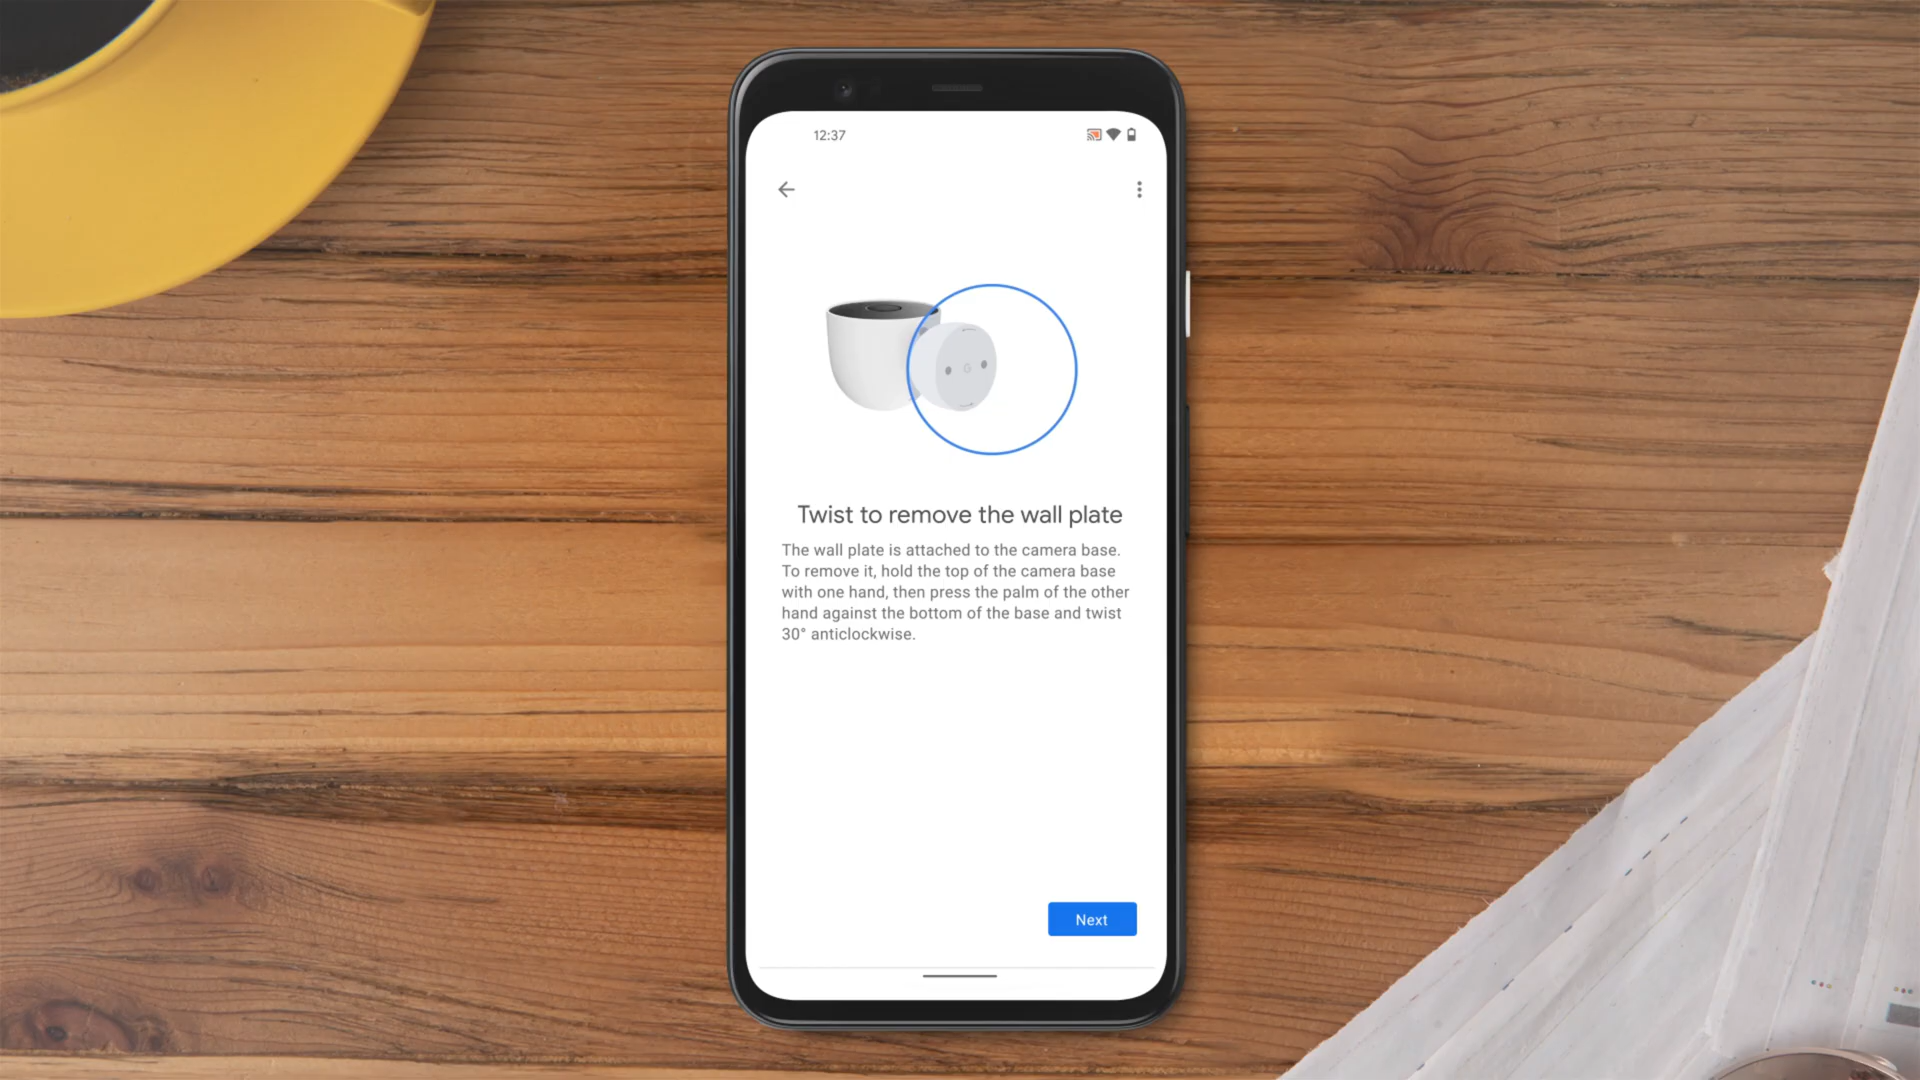 12:37
Twist to remove the wall plate
The wall plate is attached to the camera base.
To remove it, hold the top of the camera base
with one hand, then press the palm of the other
hand against the bottom of the base and twist
30° anticlockwise.
Next